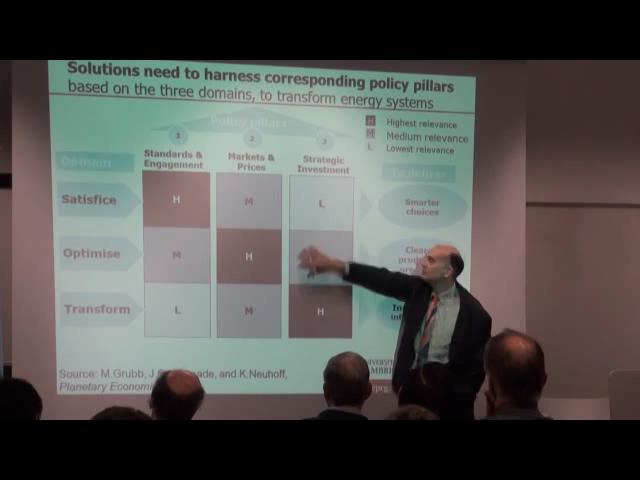 Solutions need to harness corresponding policy pillars
based on the three domains, to transform energy systems
Policy pillars
H Highest relevance
M Medium relevance
L Lowest relevance
1 2 3
Domain
Standards & Engagement
Markets & Prices
Strategic Investment
To deliver
Satisfice H M L
Smarter choices
Optimise M H
Transform L M H
Source: M.Grubb, J. and K.Neuhoff,
Planetary